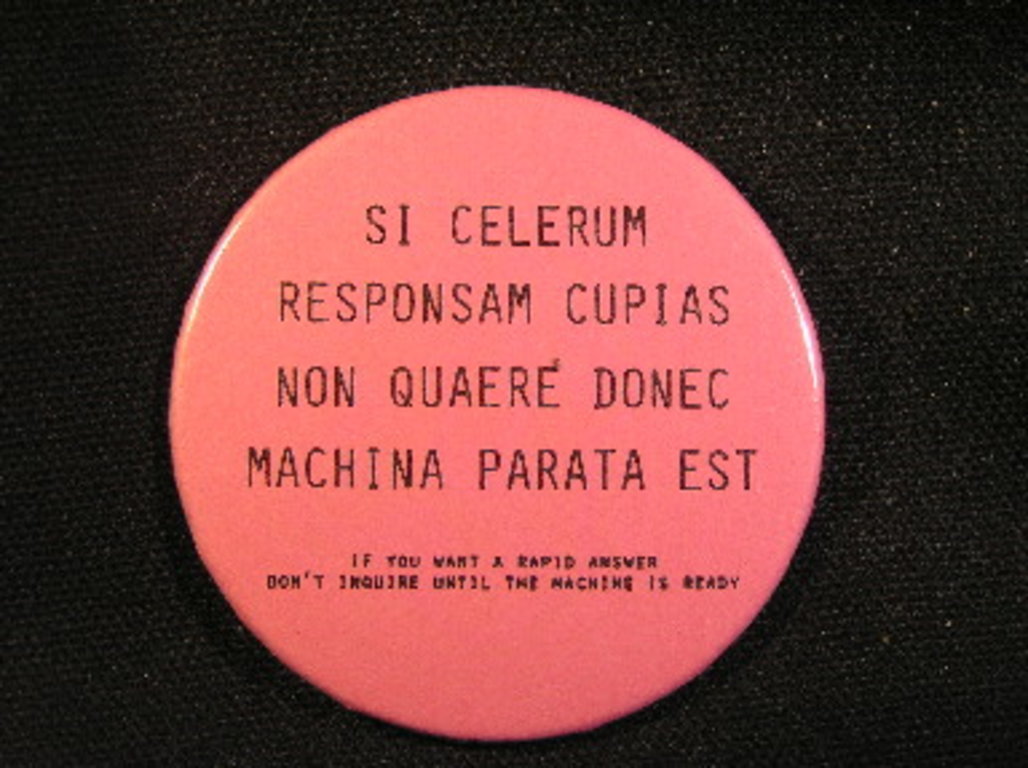 SI CELERUM
RESPONSAM CUPIAS
NON QUAERÉ DONEC
MACHINA PARATA EST
IF YOU WANT A RAPID ANSWER
DON'T INQUIRE UNTIL THE MACHINE IS READY